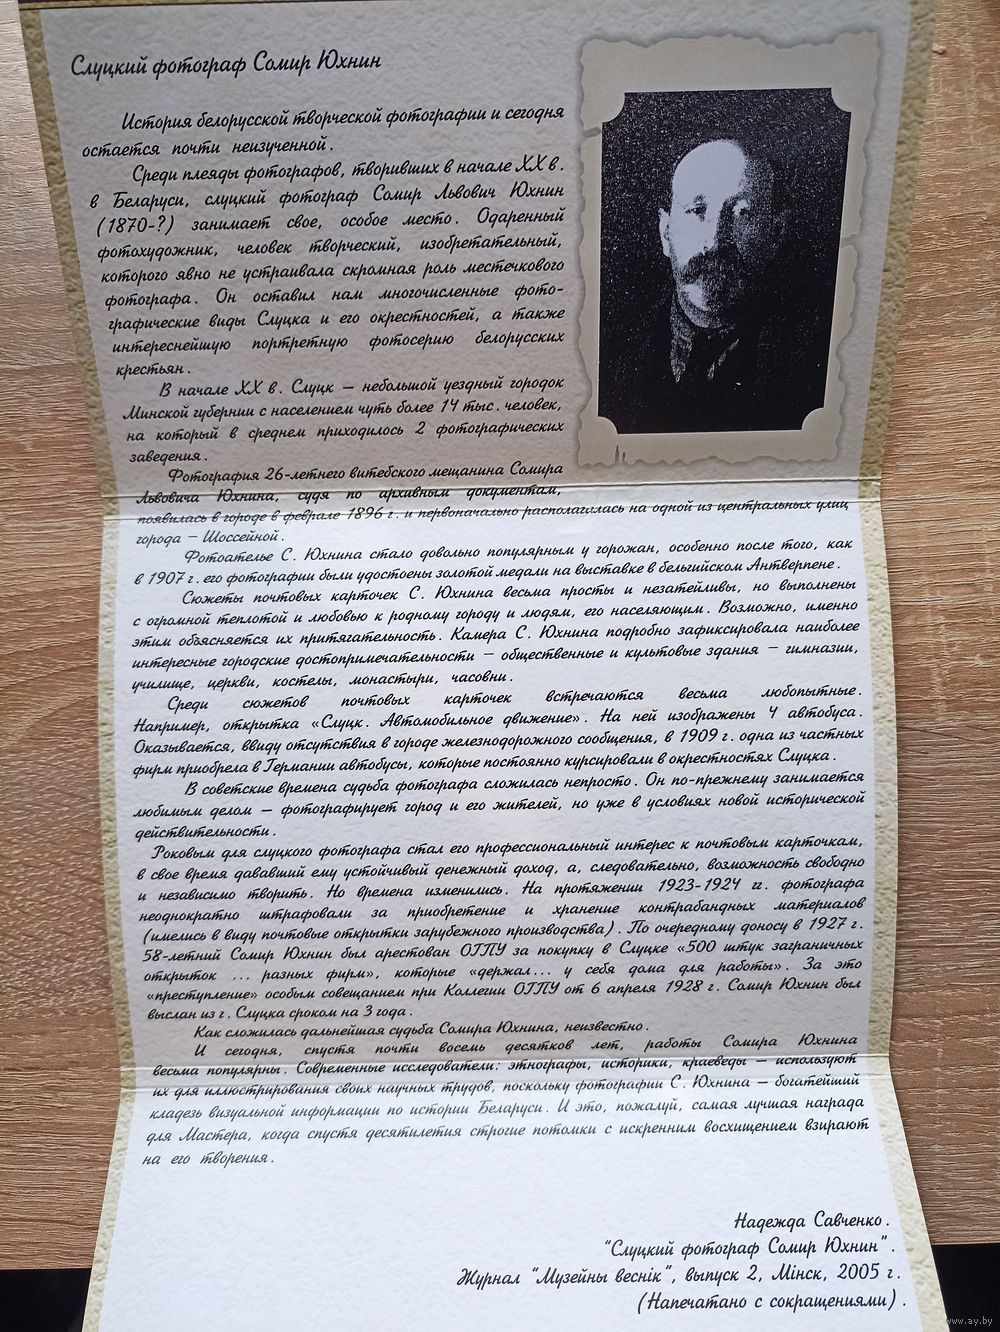 Слуцкий фотограф Сомир Юхнин
История белорусской творческой фотографии и сегодня
остается почти неизученной.
Среди плеяды фотографов, творивших в начале XX в.
в Беларуси, слуцкий фотограф Сомир Львович Юхнин
(1870-?) занимает свое, особое место. Одаренный
фотохудожник, человек творческий, изобретательный,
которого явно не устраивала скромная роль местечкового
фотографа. Он оставил нам многочисленные фото-
графические виды Слуцка и его окрестностей, а также
интереснейшую портретную фотосерию белорусских
крестьян.
В начале XX в. Слуцк — небольшой уездный городок
Минской губернии с населением чуть более 14 тыс. человек,
на который в среднем приходилось 2 фотографических
заведения.
Фотография 26-летнего витебского мещанина Сомира
Львовича Юхнина, судя по архивным документам,
появилась в городе в феврале 1896 г. и первоначально располагалась на одной из центральных улиц
города — Шоссейной.
Фотоателье С. Юхнина стало довольно популярным у горожан, особенно после того, как
в 1907 г. его фотографии были удостоены золотой медали на выставке в бельгийском Антверпене.
Сюжеты почтовых карточек С. Юхнина весьма просты и незатейливы, но выполнены
с огромной теплотой и любовью к родному городу и людям, его населяющим. Возможно, именно
этим объясняется их притягательность. Камера С. Юхнина подробно зафиксировала наиболее
интересные городские достопримечательности — общественные и культовые здания — гимназии,
училище, церкви, костелы, монастыри, часовни.
Среди сюжетов почтовых карточек встречаются весьма любопытные.
Например, открытка «Слуцк. Автомобильное движение». На ней изображены 4 автобуса.
Оказывается, ввиду отсутствия в городе железнодорожного сообщения, в 1909 г. одна из частных
фирм приобрела в Германии автобусы, которые постоянно курсировали в окрестностях Слуцка.
В советские времена судьба фотографа сложилась непросто. Он по-прежнему занимается
любимым делом — фотографирует город и его жителей, но уже в условиях новой исторической
действительности.
Роковым для слуцкого фотографа стал его профессиональный интерес к почтовым карточкам,
в свое время дававший ему устойчивый денежный доход, а, следовательно, возможность свободно
и независимо творить. Но времена изменились. На протяжении 1923-1924 гг. фотографа
неоднократно штрафовали за приобретение и хранение контрабандных материалов
(имелись в виду почтовые открытки зарубежного производства). По очередному доносу в 1927 г.
58-летний Сомир Юхнин был арестован ОГПУ за покупку в Слуцке «500 штук заграничных
открыток ... разных фирм», которые «держал... у себя дома для работы». За это
«преступление» особым совещанием при Коллегии ОГПУ от 6 апреля 1928 г. Сомир Юхнин был
выслан из г. Слуцка сроком на 3 года.
Как сложилась дальнейшая судьба Сомира Юхнина, неизвестно.
И сегодня, спустя почти восемь десятков лет, работы Сомира Юхнина
весьма популярны. Современные исследователи: этнографы, историки, краеведы — используют
их для иллюстрирования своих научных трудов, поскольку фотографии С. Юхнина — богатейший
кладезь визуальной информации по истории Беларуси. И это, пожалуй, самая лучшая награда
для Мастера, когда спустя десятилетия строгие потомки с искренним восхищением взирают
на его творения.
Надежда Савченко.
"Слуцкий фотограф Сомир Юхнин".
Журнал "Музейны веснік", выпуск 2, Мінск, 2005 г.
(Напечатано с сокращениями).
www.ay.by